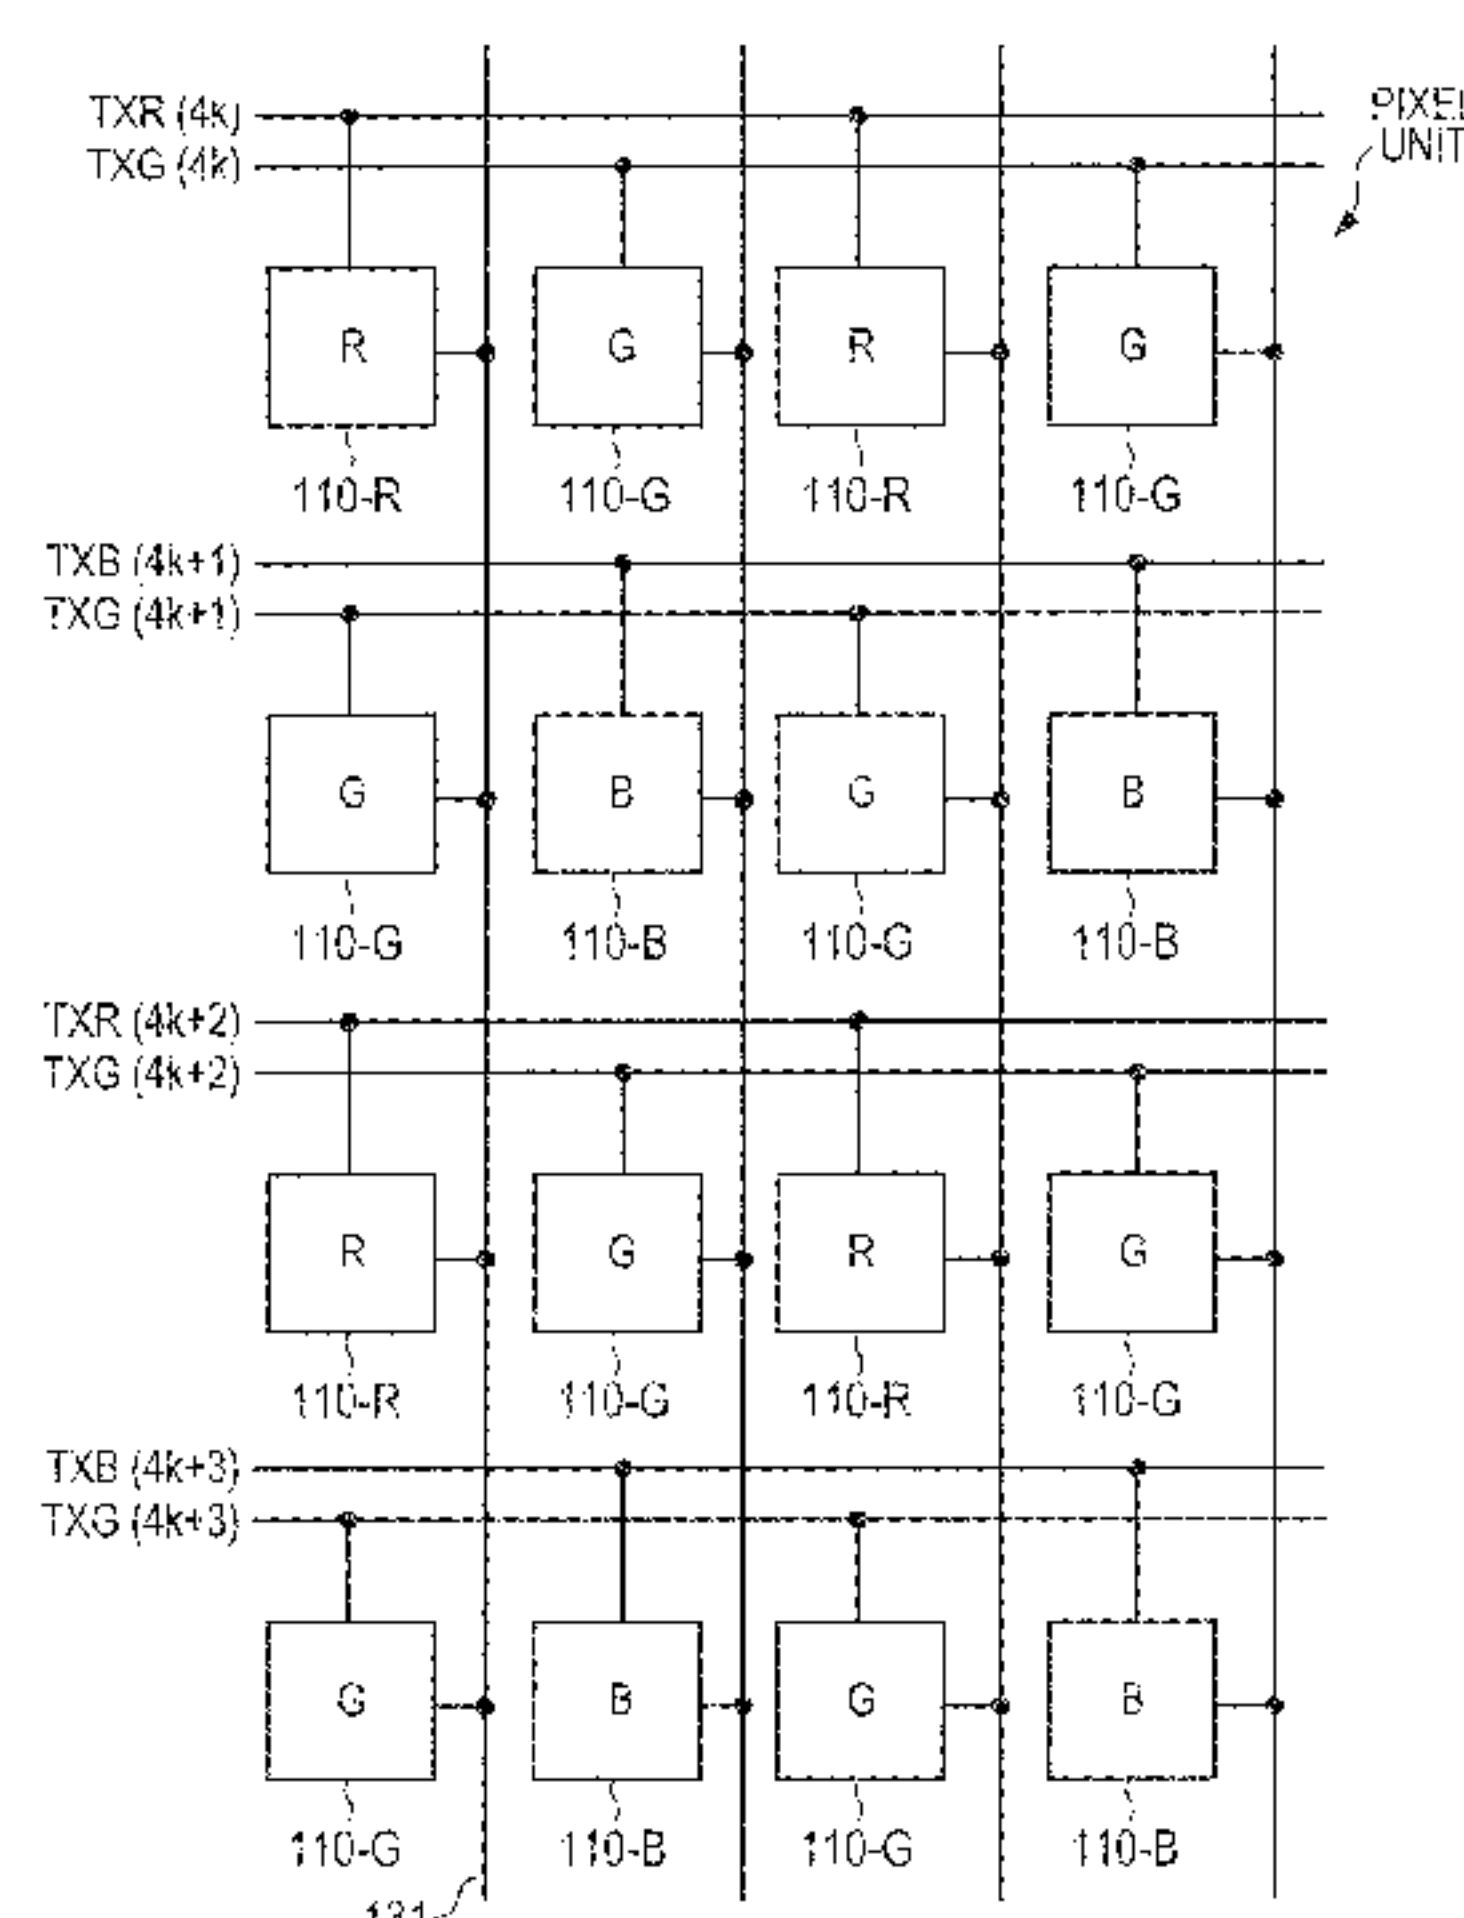 TXR (4k)
PIXEL
TXG (4k)
UNIT
R G R G
110-R 110-G 110-R 110-G
TXB (4k+1)
TXG (4k+1)
G B G B
110-G 110-B 110-G 110-B
TXR (4k+2)
TXG (4k+2)
R G R G
110-R 110-G 110-R 110-G
TXB (4k+3)
TXG (4k+3)
G B G B
110-G 110-B 110-G 110-B
131